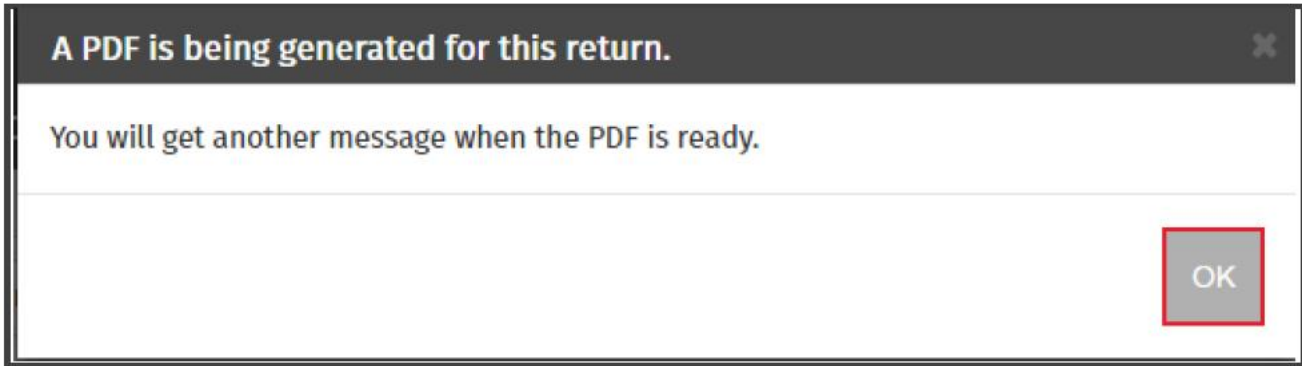 A PDF is being generated for this return.
You will get another message when the PDF is ready.
OK